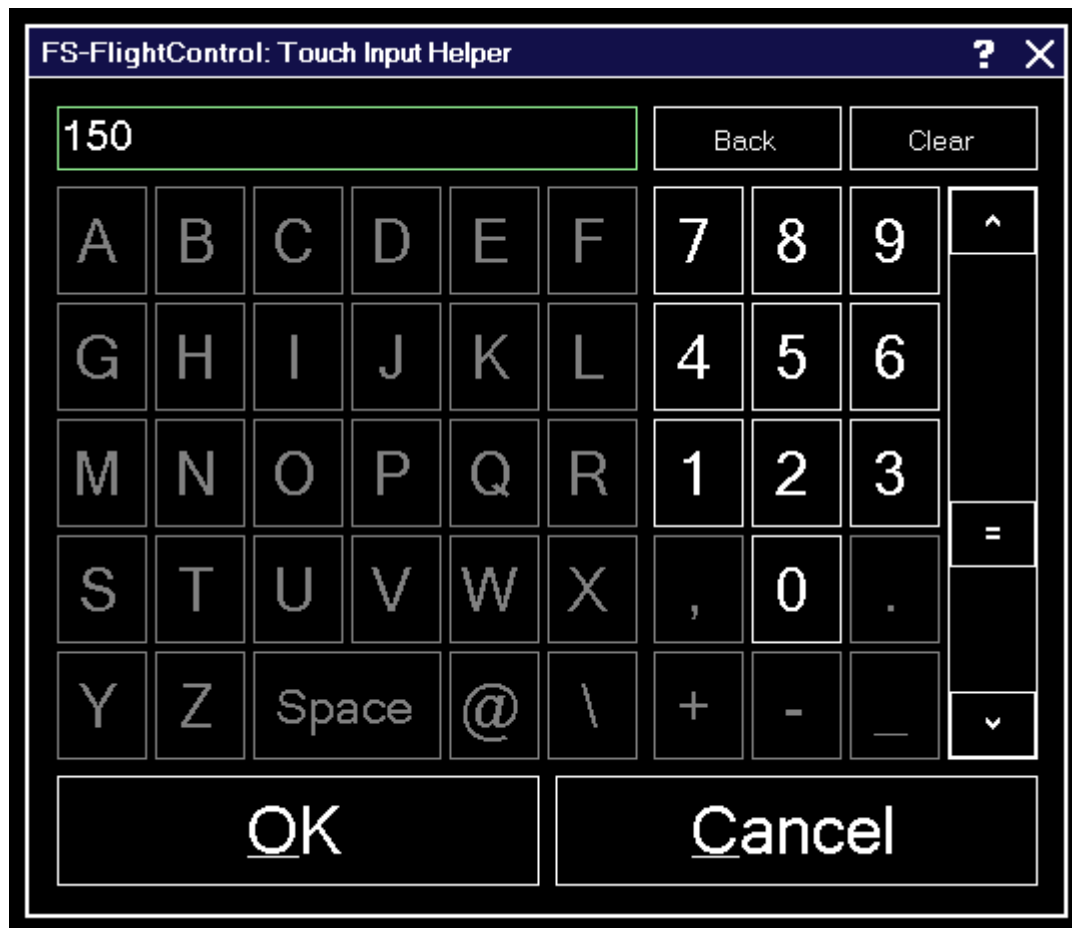 FS-FlightControl: Touch Input Helper ? X
150 Back Clear
A B C D E F 7 8 9 ^
G H I J K L 4 5 6
M N O P Q R 1 2 3
=
S T U V W X , 0 .
Y Z Space @ \ + - _ ˅
OK Cancel